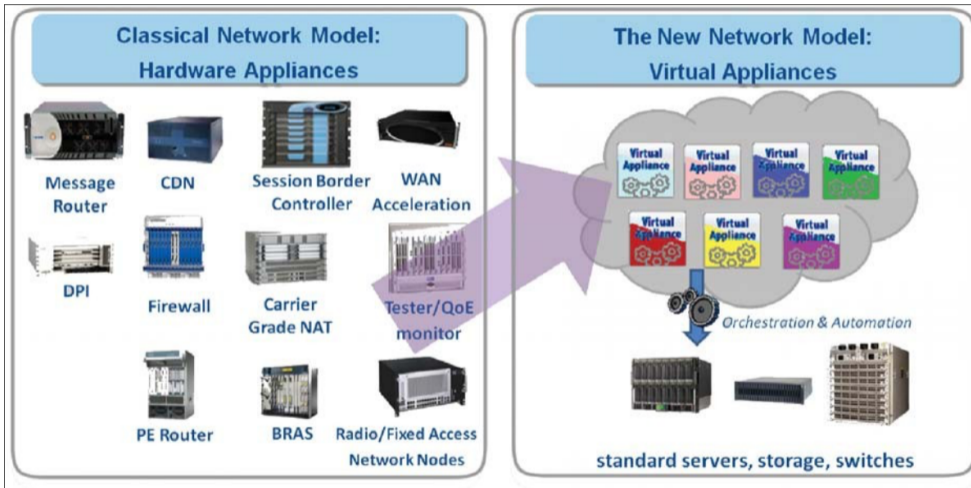 Classical Network Model:
Hardware Appliances
Message
Router
CDN
Session Border
Controller
WAN
Acceleration
DPI
Firewall
Carrier
Grade NAT
Tester/QoE
monitor
PE Router
BRAS
Radio/Fixed Access
Network Nodes
The New Network Model:
Virtual Appliances
Virtual
Appliance
Virtual
Appliance
Virtual
Appliance
Virtual
Appliance
Virtual
Appliance
Virtual
Appliance
Virtual
Appliance
Orchestration & Automation
standard servers, storage, switches